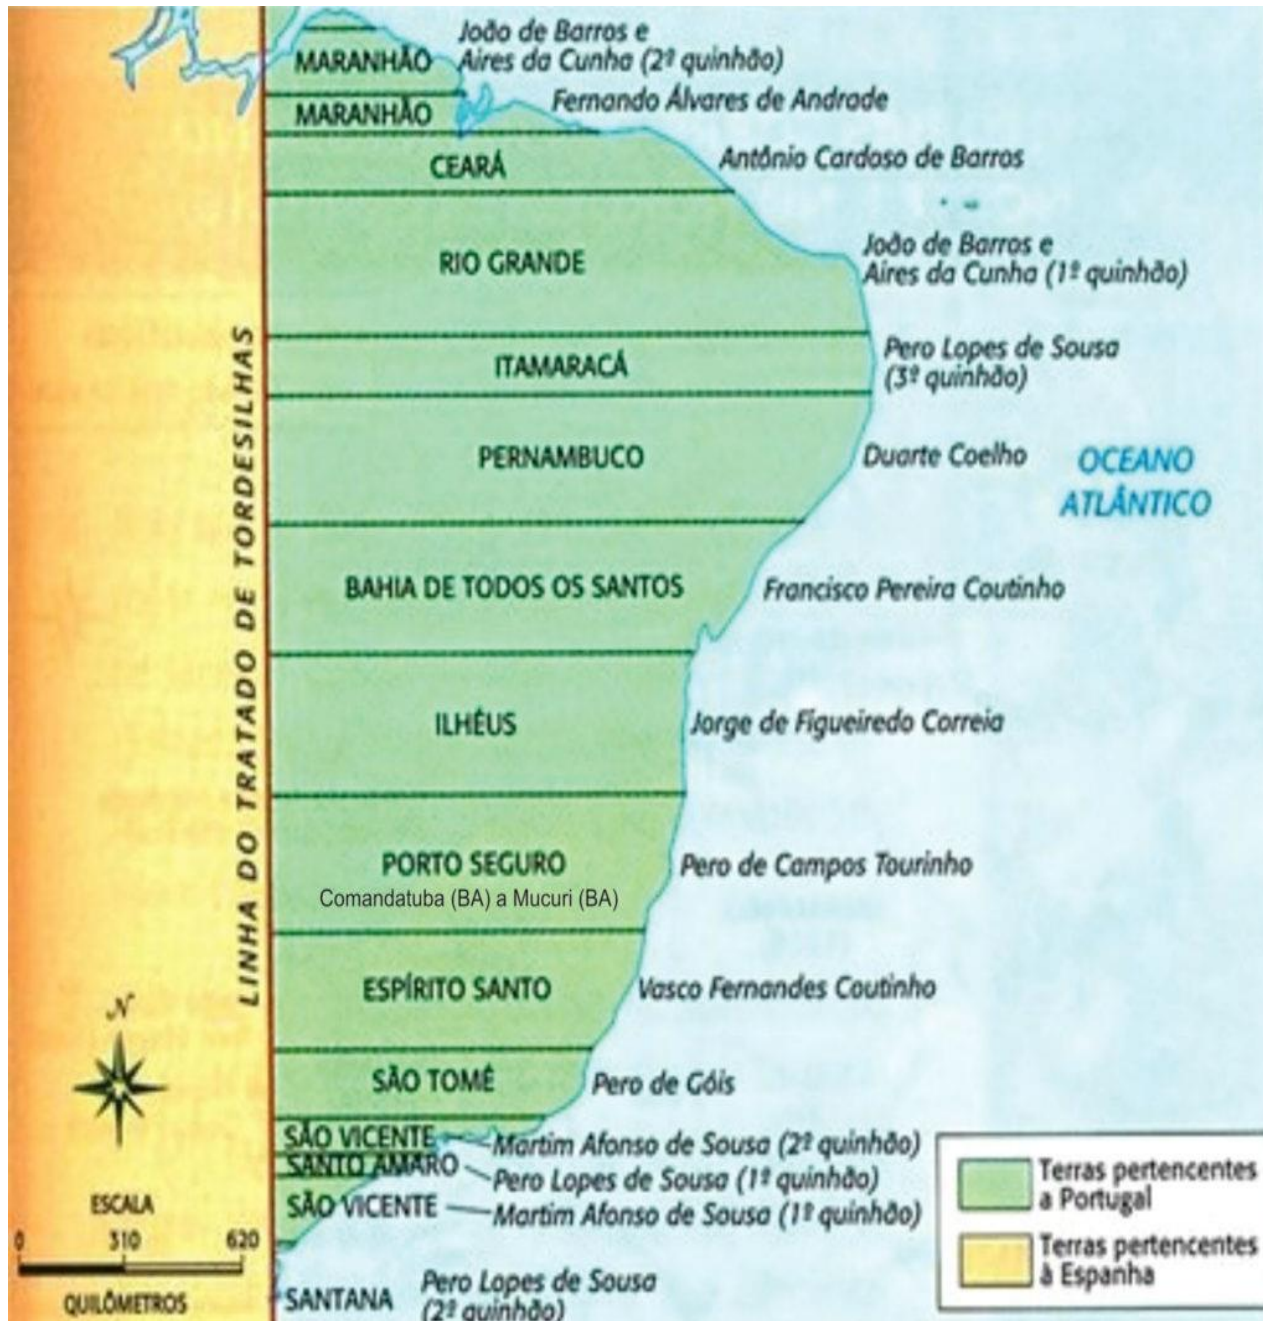 João de Barros e
Aires da Cunha (2º quinhão)
MARANHÃO
Fernando Álvares de Andrade
MARANHÃO
CEARÁ
Antônio Cardoso de Barros
RIO GRANDE
João de Barros e
Aires da Cunha (1º quinhão)
ITAMARACÁ
Pero Lopes de Sousa
(3º quinhão)
PERNAMBUCO
Duarte Coelho
OCEANO
ATLÂNTICO
LINHA DO TRATADO DE TORDESILHAS
BAHIA DE TODOS OS SANTOS
Francisco Pereira Coutinho
ILHÉUS
Jorge de Figueiredo Correia
PORTO SEGURO
Comandatuba (BA) a Mucuri (BA)
Pero de Campos Tourinho
ESPÍRITO SANTO
Vasco Fernandes Coutinho
N
SÃO TOMÉ
Pero de Góis
SÃO VICENTE
Martim Afonso de Sousa (2º quinhão)
SANTO AMARO
Pero Lopes de Sousa (1º quinhão)
SÃO VICENTE
Martim Afonso de Sousa (1º quinhão)
SANTANA
Pero Lopes de Sousa
(2º quinhão)
ESCALA
0 310 620
QUILÔMETROS
Terras pertencentes
a Portugal
Terras pertencentes
à Espanha